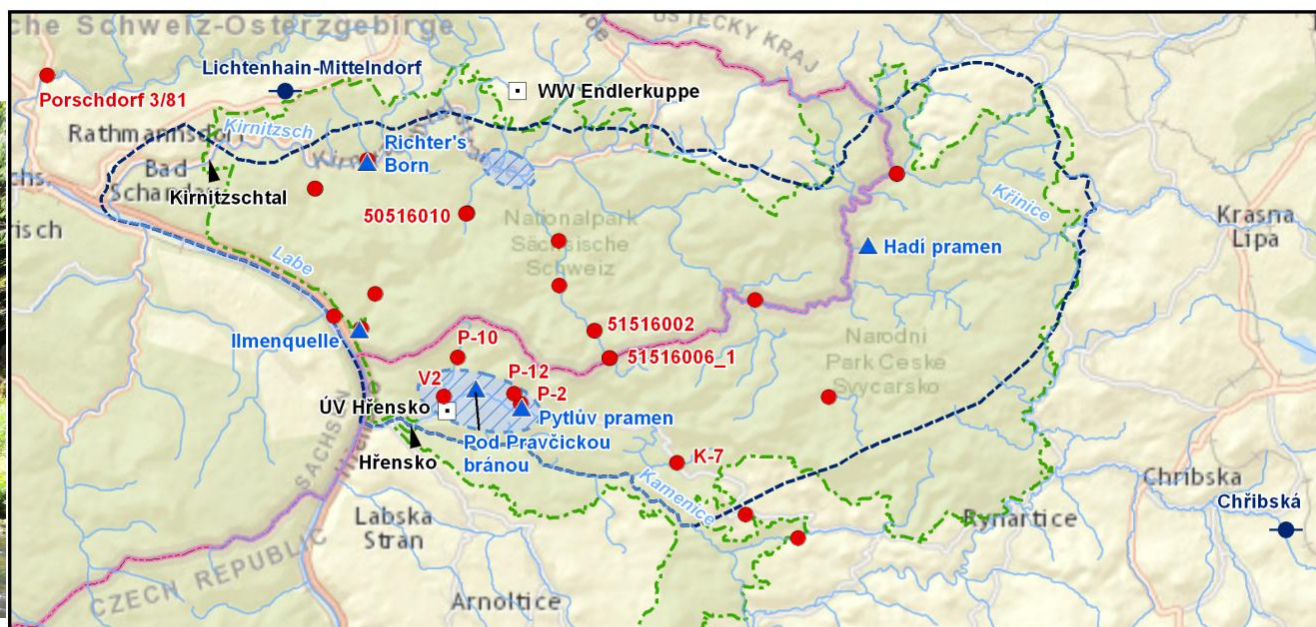 che Schweiz-Osterzgebirge
ÚSTECKÝ KRAJ
Lichtenhain-Mittelndorf
WW Endlerkuppe
Porschdorf 3/81
Rathmannsdorf
Kirnitzsch
Richter's
Born
Bad
Schandau
Kirnitzschtal
50516010
Nationalpark
Sächsische
Schweiz
Křinice
Krasna
Lipa
Hadí pramen
Labe
Ilmenquelle
51516002
51516006_1
P-10
P-12
V2
P-2
Narodni
Park Ceske
Svycarsko
ÚV Hřensko
Pytlův pramen
Pod Pravčickou
bránou
Hřensko
K-7
Kamenice
SACHSEN
Chribska
Chřibská
Labska
Stran
Rynartice
CZECH REPUBLIC
Arnoltice